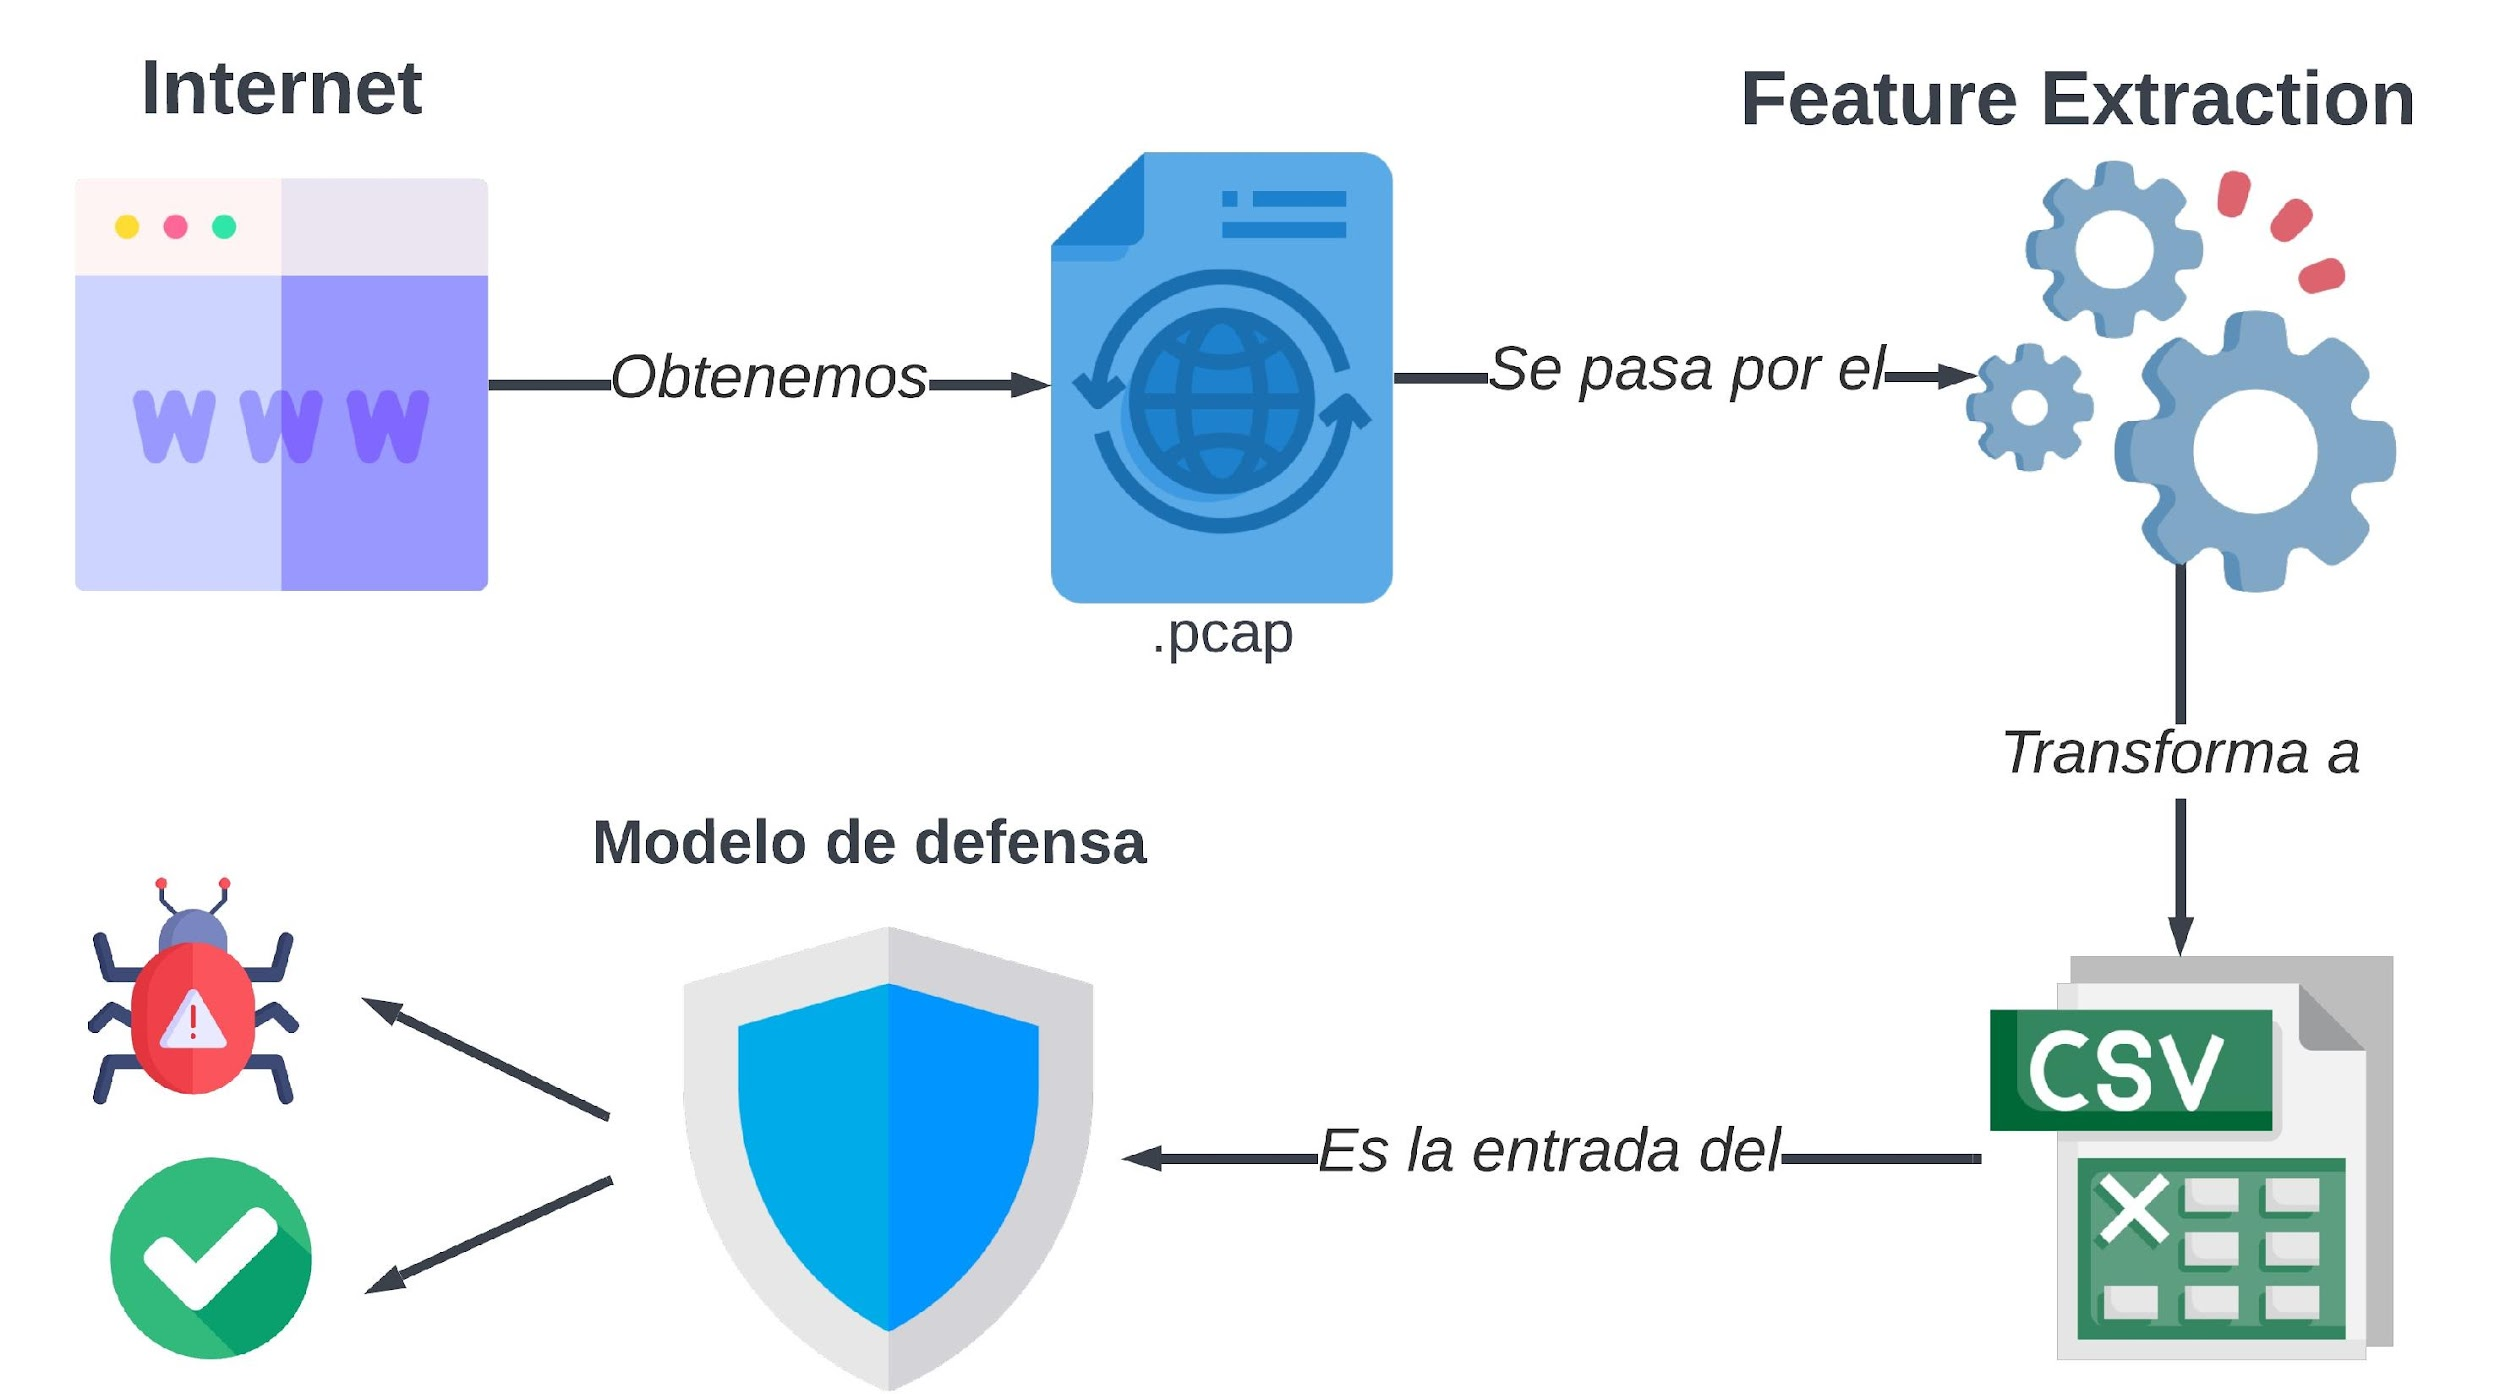 Internet
Feature Extraction
W W W
Obtenemos
Se pasa por el
.pcap
Transforma a
Modelo de defensa
CSV
Es la entrada del